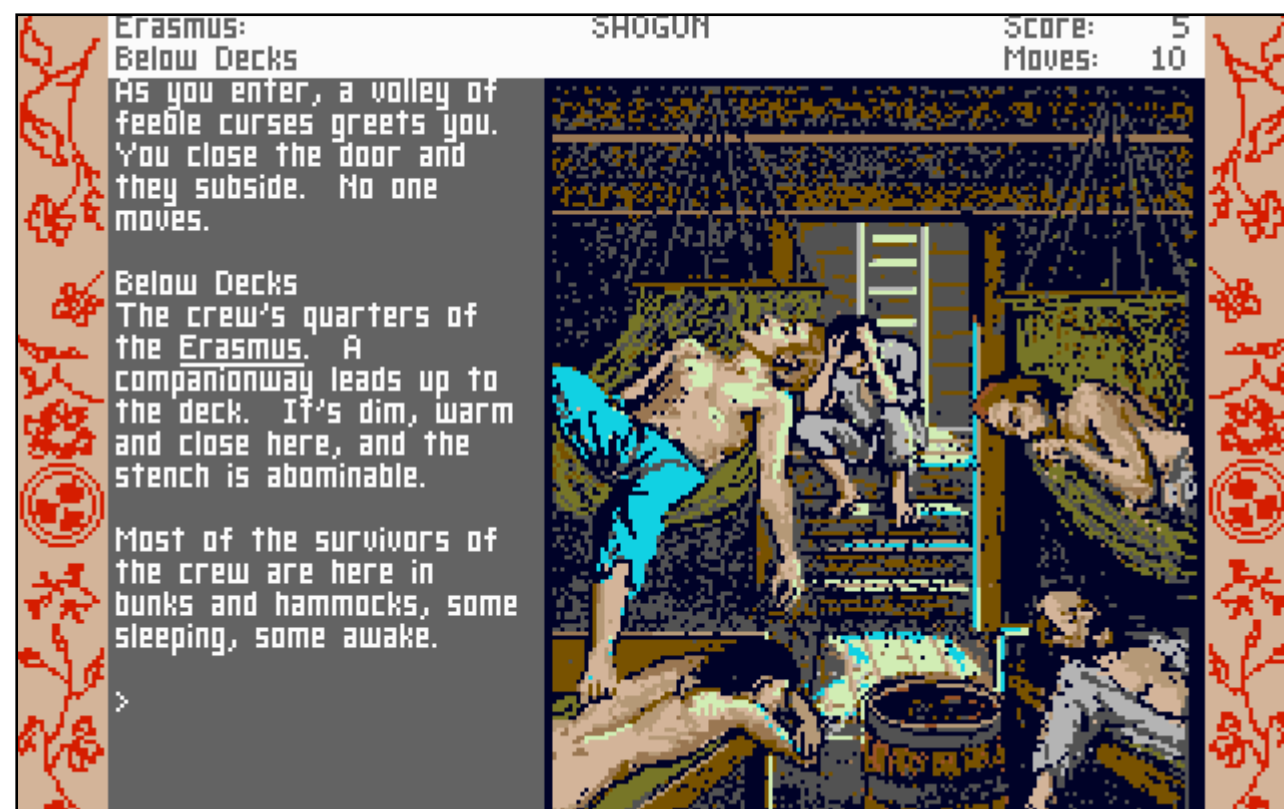 Erasmus: SHOGUN Score: 5
Below Decks Moves: 10
As you enter, a volley of
feeble curses greets you.
You close the door and
they subside. No one
moves.
Below Decks
The crew's quarters of
the Erasmus. A
companionway leads up to
the deck. It's dim, warm
and close here, and the
stench is abominable.
Most of the survivors of
the crew are here in
bunks and hammocks, some
sleeping, some awake.
>